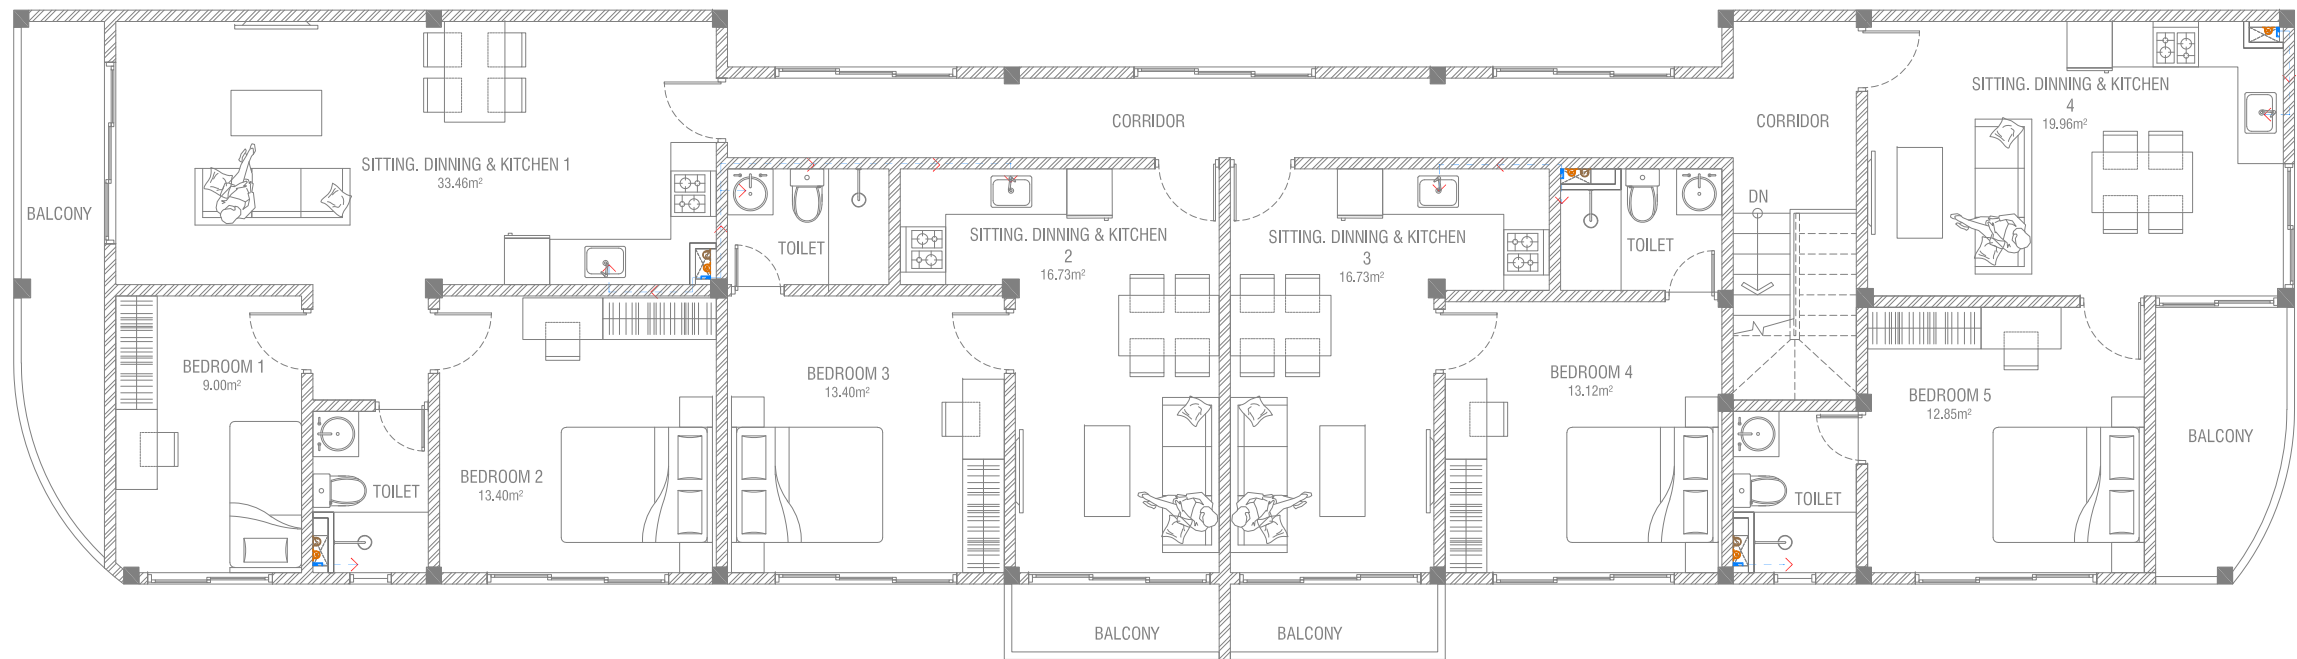 SITTING. DINNING & KITCHEN 1
33.46m²
BALCONY
BEDROOM 1
9.00m²
TOILET
BEDROOM 2
13.40m²
CORRIDOR
TOILET
SITTING. DINNING & KITCHEN
2
16.73m²
BEDROOM 3
13.40m²
BALCONY
SITTING. DINNING & KITCHEN
3
16.73m²
TOILET
BEDROOM 4
13.12m²
BALCONY
CORRIDOR
DN
TOILET
SITTING. DINNING & KITCHEN
4
19.96m²
BEDROOM 5
12.85m²
BALCONY